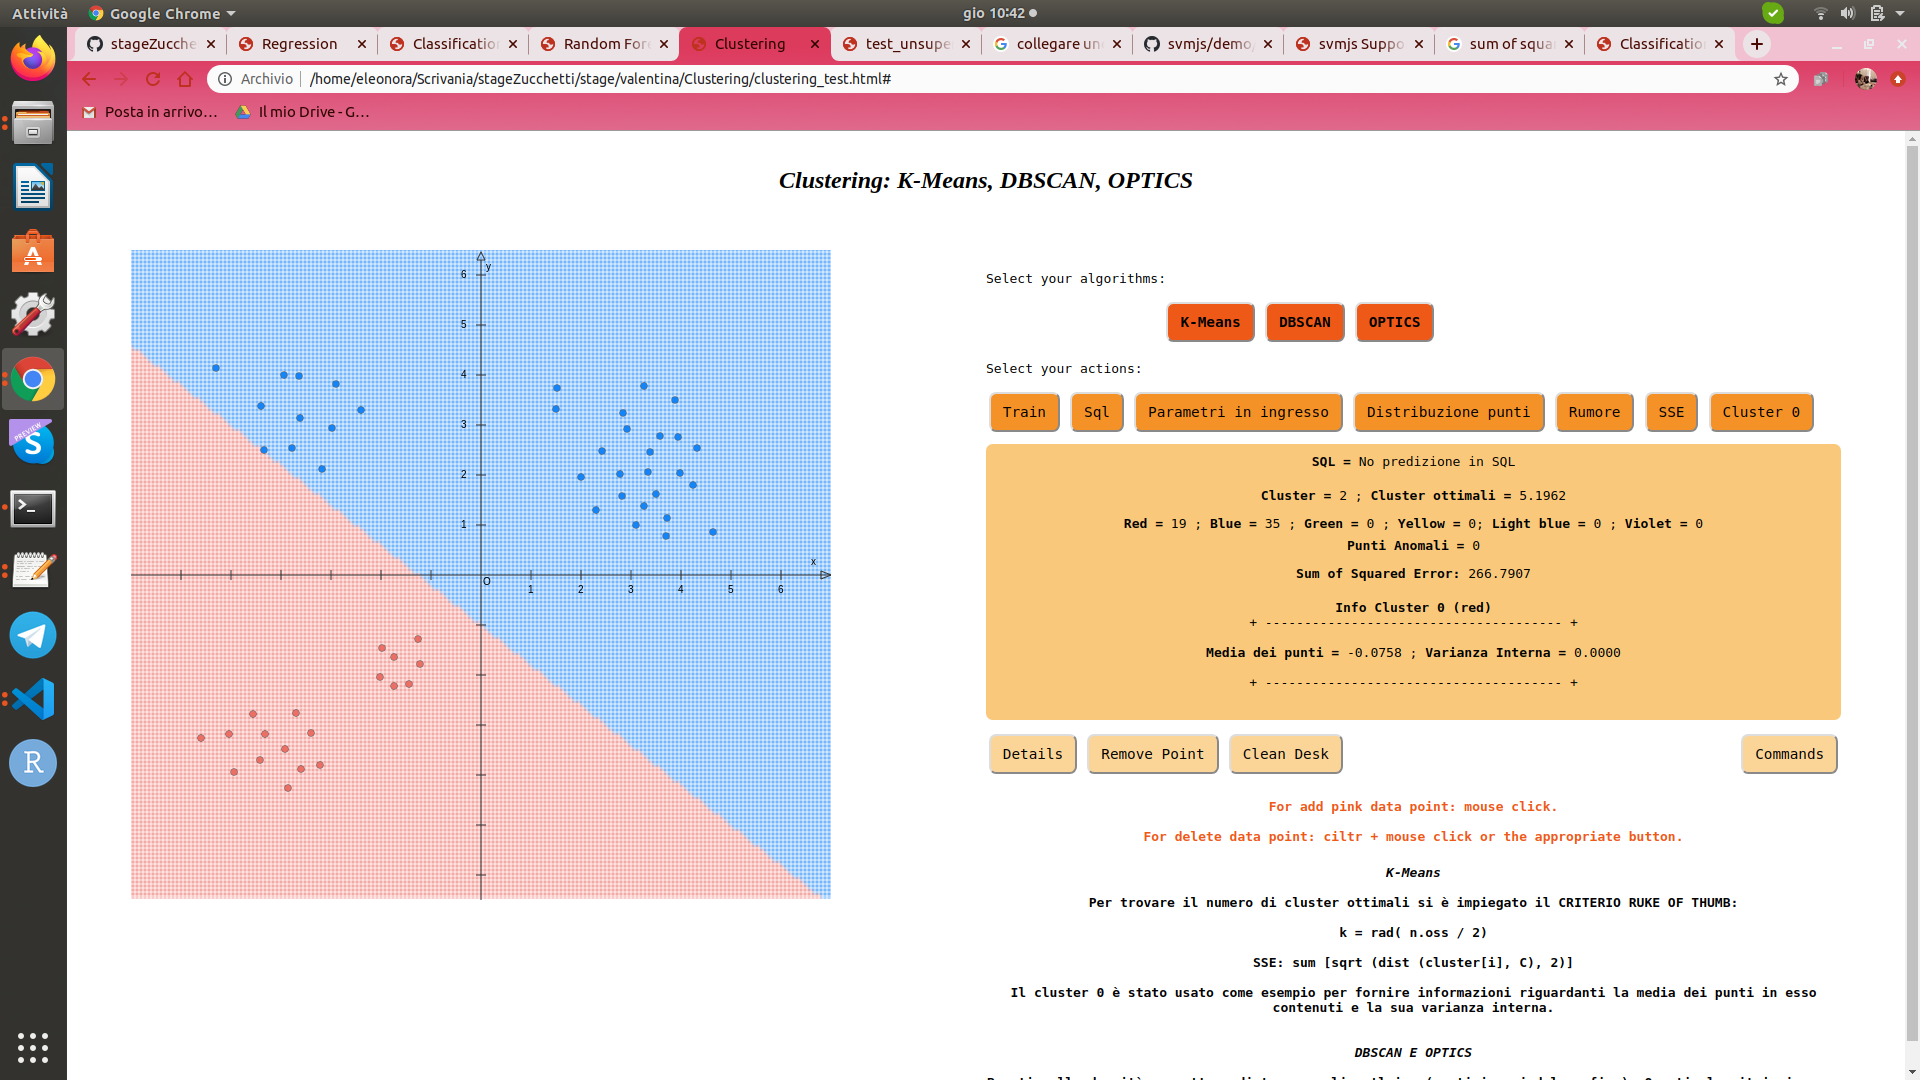 Attività
Google Chrome
gio 10:42
stageZucche
Regression
Classificatio
Random For
Clustering
test_unsupe
collegare un
svmjs/demo
svmjs Suppo
sum of squa
Classificatio
Archivio
/home/eleonora/Scrivania/stageZucchetti/stage/valentina/Clustering/clustering_test.html#
Posta in arrivo…
Il mio Drive - G…
Clustering: K-Means, DBSCAN, OPTICS
y
6
5
4
3
2
1
x
O
1 2 3 4 5 6
Select your algorithms:
K-Means
DBSCAN
OPTICS
Select your actions:
Train
Sql
Parametri in ingresso
Distribuzione punti
Rumore
SSE
Cluster 0
SQL = No predizione in SQL
Cluster = 2 ; Cluster ottimali = 5.1962
Red = 19 ; Blue = 35 ; Green = 0 ; Yellow = 0; Light blue = 0 ; Violet = 0
Punti Anomali = 0
Sum of Squared Error: 266.7907
Info Cluster 0 (red)
+ -------------------------------------- +
Media dei punti = -0.0758 ; Varianza Interna = 0.0000
+ -------------------------------------- +
Details
Remove Point
Clean Desk
Commands
For add pink data point: mouse click.
For delete data point: ciltr + mouse click or the appropriate button.
K-Means
Per trovare il numero di cluster ottimali si è impiegato il CRITERIO RUKE OF THUMB:
k = rad( n.oss / 2)
SSE: sum [sqrt (dist (cluster[i], C), 2)]
Il cluster 0 è stato usato come esempio per fornire informazioni riguardanti la media dei punti in esso
contenuti e la sua varianza interna.
DBSCAN E OPTICS
PREVIEW
S
R